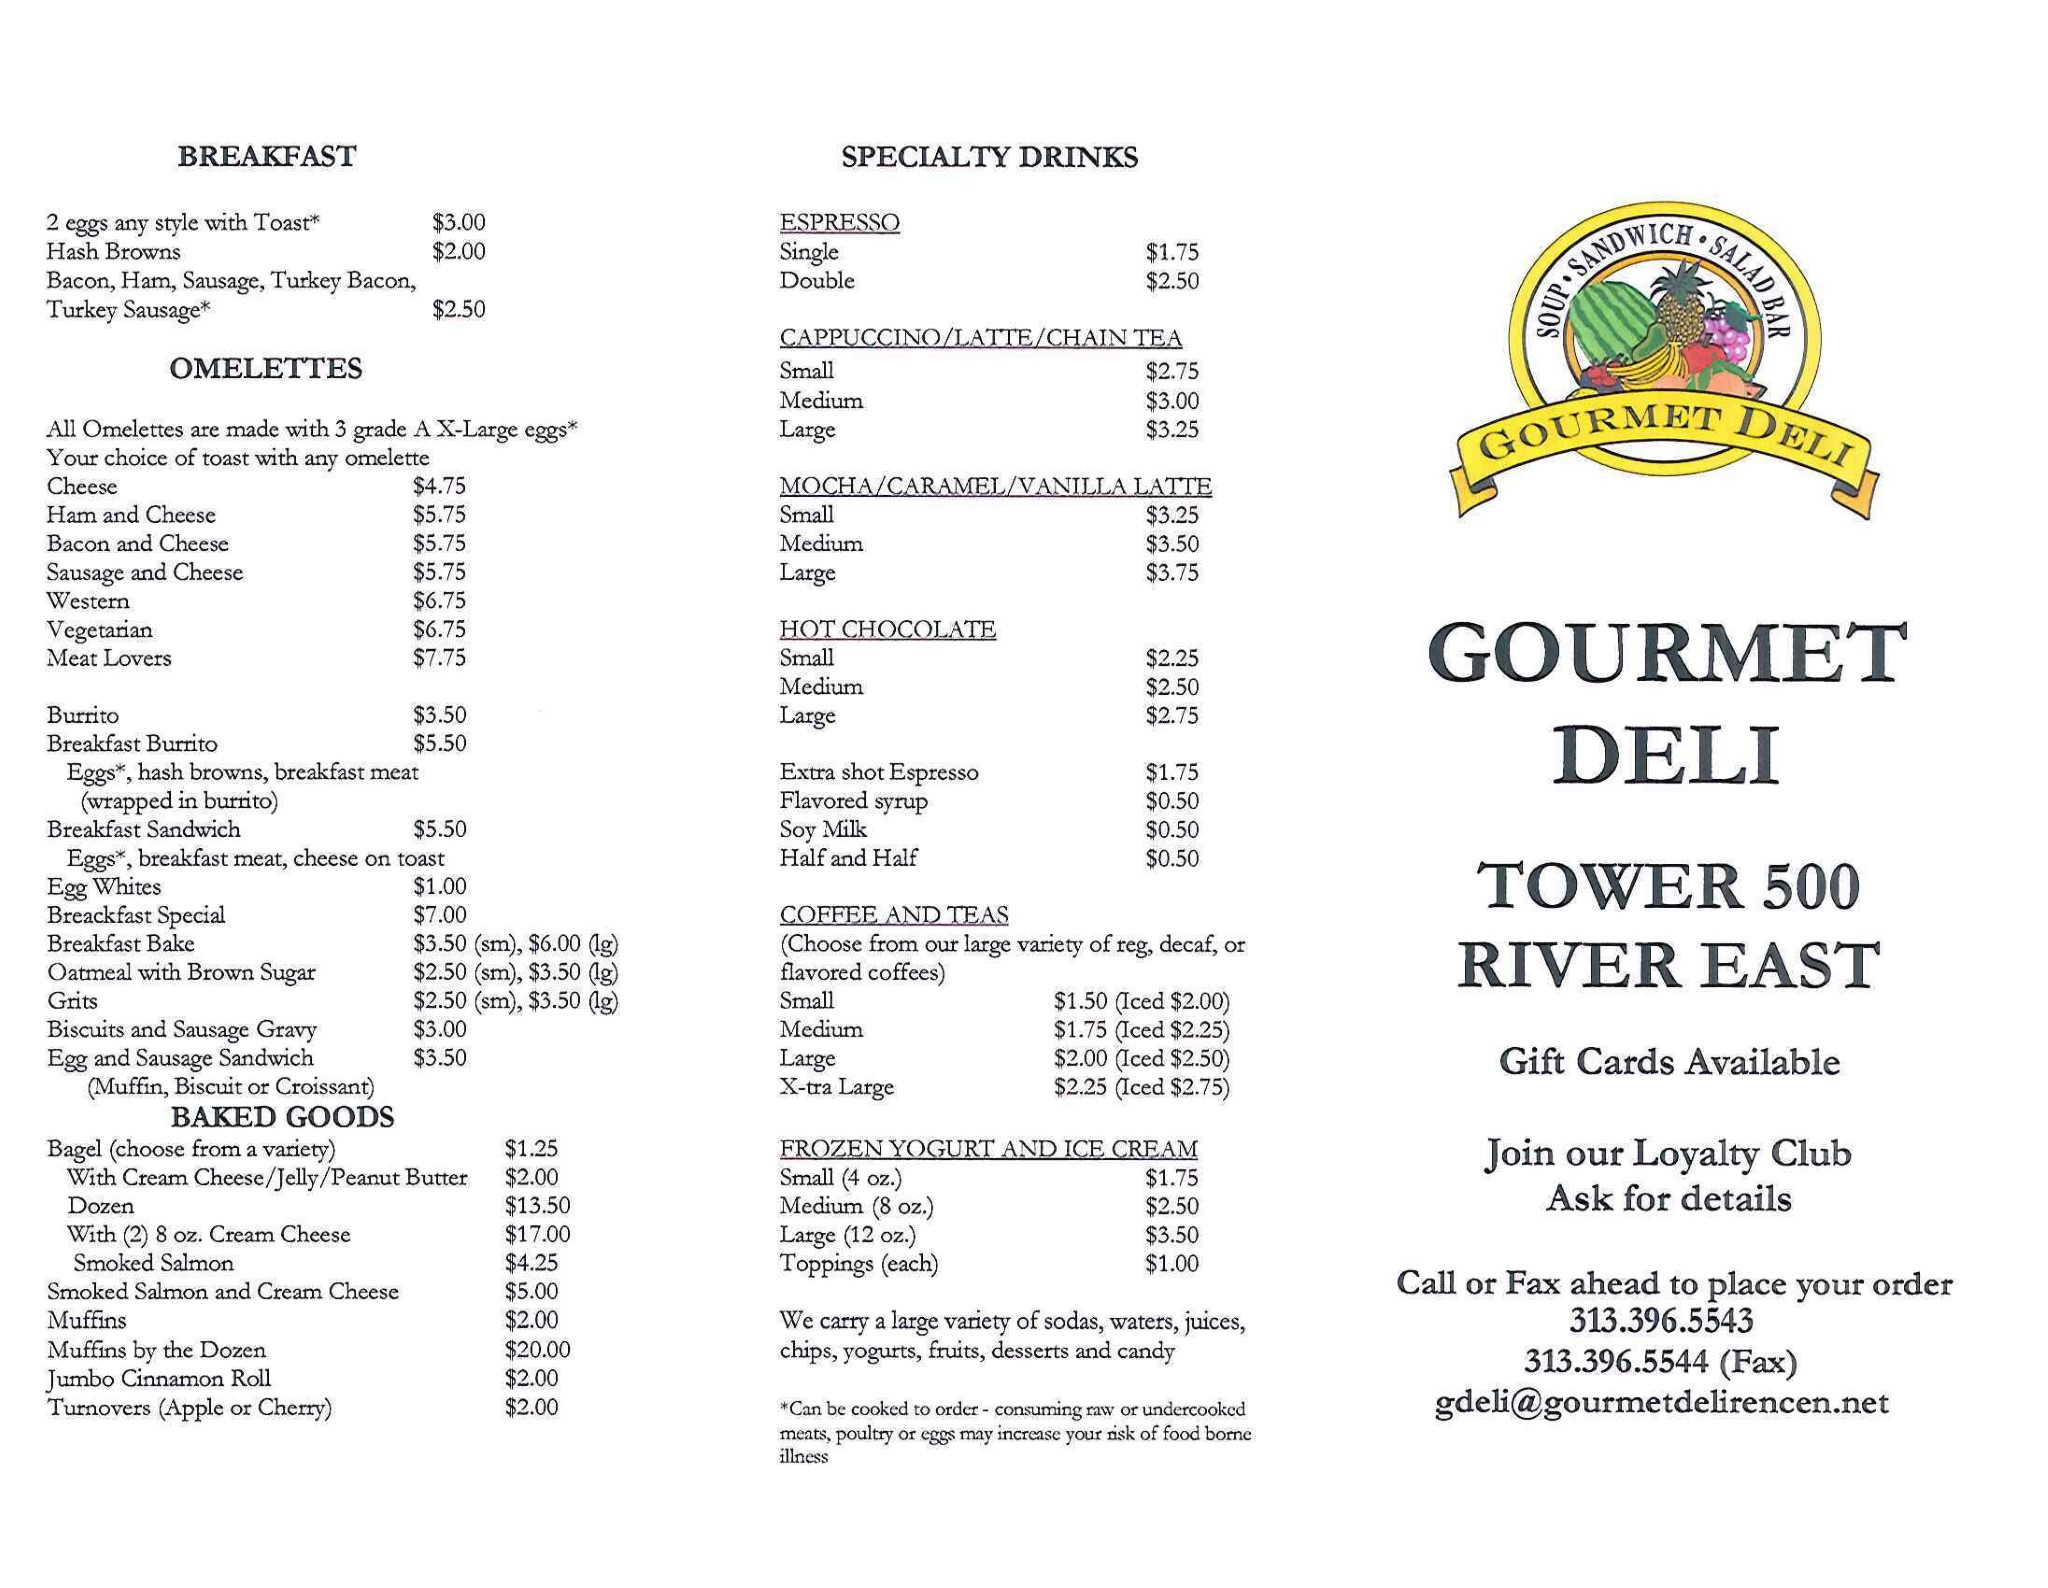 BREAKFAST
2 eggs any style with Toast* $3.00
Hash Browns $2.00
Bacon, Ham, Sausage, Turkey Bacon,
Turkey Sausage* $2.50
OMELETTES
All Omelettes are made with 3 grade A X-Large eggs*
Your choice of toast with any omelette
Cheese $4.75
Ham and Cheese $5.75
Bacon and Cheese $5.75
Sausage and Cheese $5.75
Western $6.75
Vegetarian $6.75
Meat Lovers $7.75
Burrito $3.50
Breakfast Burrito $5.50
Eggs*, hash browns, breakfast meat
(wrapped in burrito)
Breakfast Sandwich $5.50
Eggs*, breakfast meat, cheese on toast
Egg Whites $1.00
Breackfast Special $7.00
Breakfast Bake $3.50 (sm), $6.00 (lg)
Oatmeal with Brown Sugar $2.50 (sm), $3.50 (lg)
Grits $2.50 (sm), $3.50 (lg)
Biscuits and Sausage Gravy $3.00
Egg and Sausage Sandwich $3.50
(Muffin, Biscuit or Croissant)
BAKED GOODS
Bagel (choose from a variety) $1.25
With Cream Cheese/Jelly/Peanut Butter $2.00
Dozen $13.50
With (2) 8 oz. Cream Cheese $17.00
Smoked Salmon $4.25
Smoked Salmon and Cream Cheese $5.00
Muffins $2.00
Muffins by the Dozen $20.00
Jumbo Cinnamon Roll $2.00
Turnovers (Apple or Cherry) $2.00
SPECIALTY DRINKS
ESPRESSO
Single $1.75
Double $2.50
CAPPUCCINO/LATTE/CHAIN TEA
Small $2.75
Medium $3.00
Large $3.25
MOCHA/CARAMEL/VANILLA LATTE
Small $3.25
Medium $3.50
Large $3.75
HOT CHOCOLATE
Small $2.25
Medium $2.50
Large $2.75
Extra shot Espresso $1.75
Flavored syrup $0.50
Soy Milk $0.50
Half and Half $0.50
COFFEE AND TEAS
(Choose from our large variety of reg, decaf, or
flavored coffees)
Small $1.50 (Iced $2.00)
Medium $1.75 (Iced $2.25)
Large $2.00 (Iced $2.50)
X-tra Large $2.25 (Iced $2.75)
FROZEN YOGURT AND ICE CREAM
Small (4 oz.) $1.75
Medium (8 oz.) $2.50
Large (12 oz.) $3.50
Toppings (each) $1.00
We carry a large variety of sodas, waters, juices,
chips, yogurts, fruits, desserts and candy
*Can be cooked to order - consuming raw or undercooked
meats, poultry or eggs may increase your risk of food borne
illness
SOUP • SANDWICH • SALAD BAR
GOURMET DELI
GOURMET
DELI
TOWER 500
RIVER EAST
Gift Cards Available
Join our Loyalty Club
Ask for details
Call or Fax ahead to place your order
313.396.5543
313.396.5544 (Fax)
gdeli@gourmetdelirencen.net